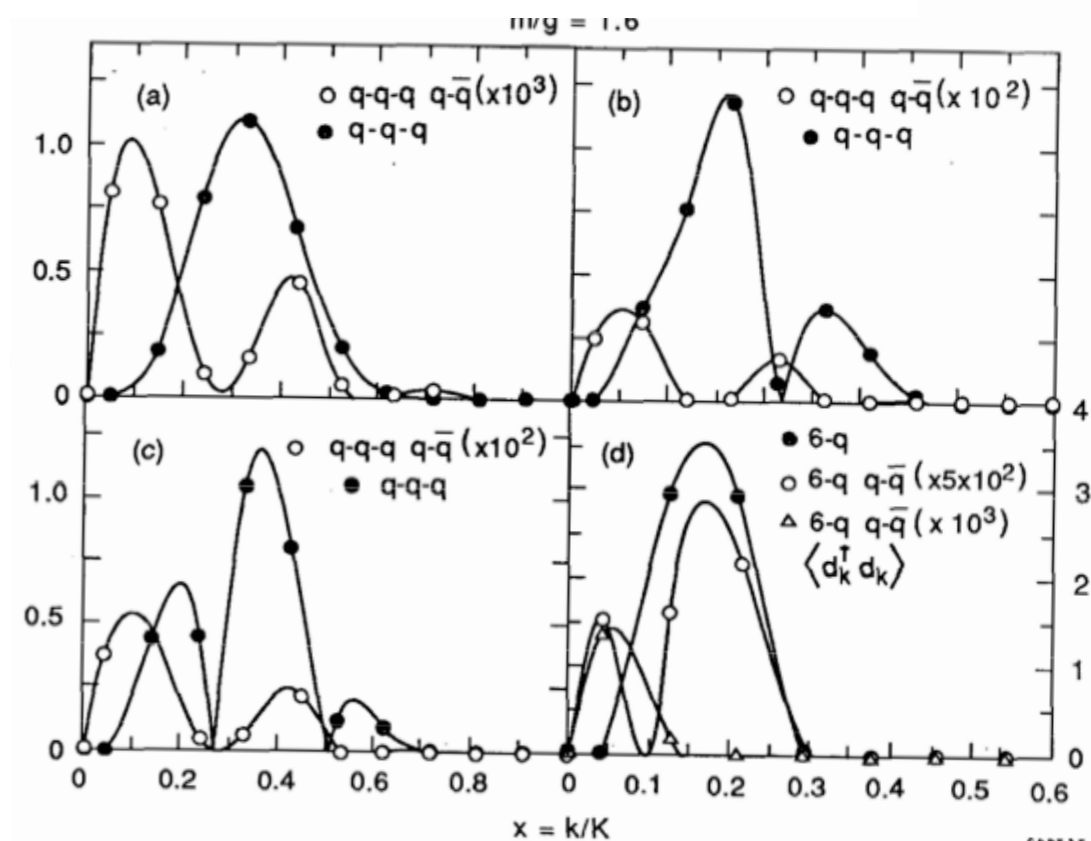 m/g = 1.6
(a)
q-q-q q-q̅ (x10³)
q-q-q
(b)
q-q-q q-q̅ (x 10²)
q-q-q
1.0
0.5
0
(c)
q-q-q q-q̅ (x10²)
q-q-q
(d)
6-q
6-q q-q̅ (x5x10²)
6-q q-q̅ (x 10³)
⟨d†k dk⟩
1.0
0.5
0
4
3
2
1
0
0 0.2 0.4 0.6 0.8 0 0.1 0.2 0.3 0.4 0.5 0.6
x = k/K